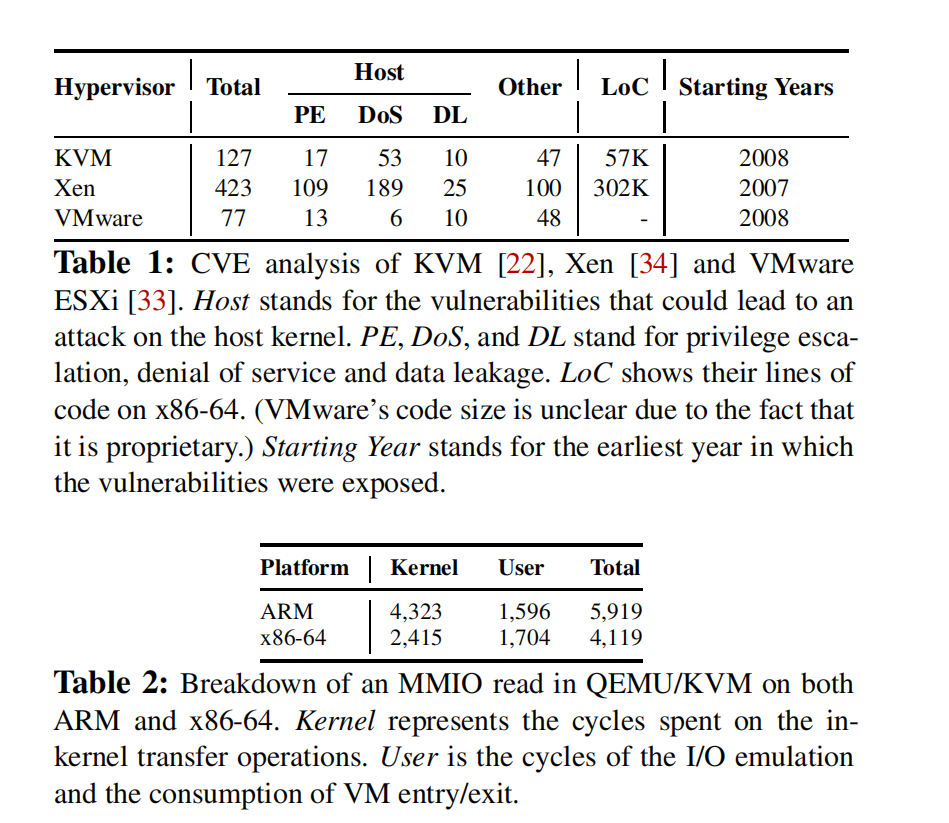 Hypervisor Total Host Other LoC Starting Years
PE DoS DL
KVM 127 17 53 10 47 57K 2008
Xen 423 109 189 25 100 302K 2007
VMware 77 13 6 10 48 - 2008
Table 1: CVE analysis of KVM [22], Xen [34] and VMware
ESXi [33]. Host stands for the vulnerabilities that could lead to an
attack on the host kernel. PE, DoS, and DL stand for privilege esca-
lation, denial of service and data leakage. LoC shows their lines of
code on x86-64. (VMware's code size is unclear due to the fact that
it is proprietary.) Starting Year stands for the earliest year in which
the vulnerabilities were exposed.
Platform Kernel User Total
ARM 4,323 1,596 5,919
x86-64 2,415 1,704 4,119
Table 2: Breakdown of an MMIO read in QEMU/KVM on both
ARM and x86-64. Kernel represents the cycles spent on the in-
kernel transfer operations. User is the cycles of the I/O emulation
and the consumption of VM entry/exit.